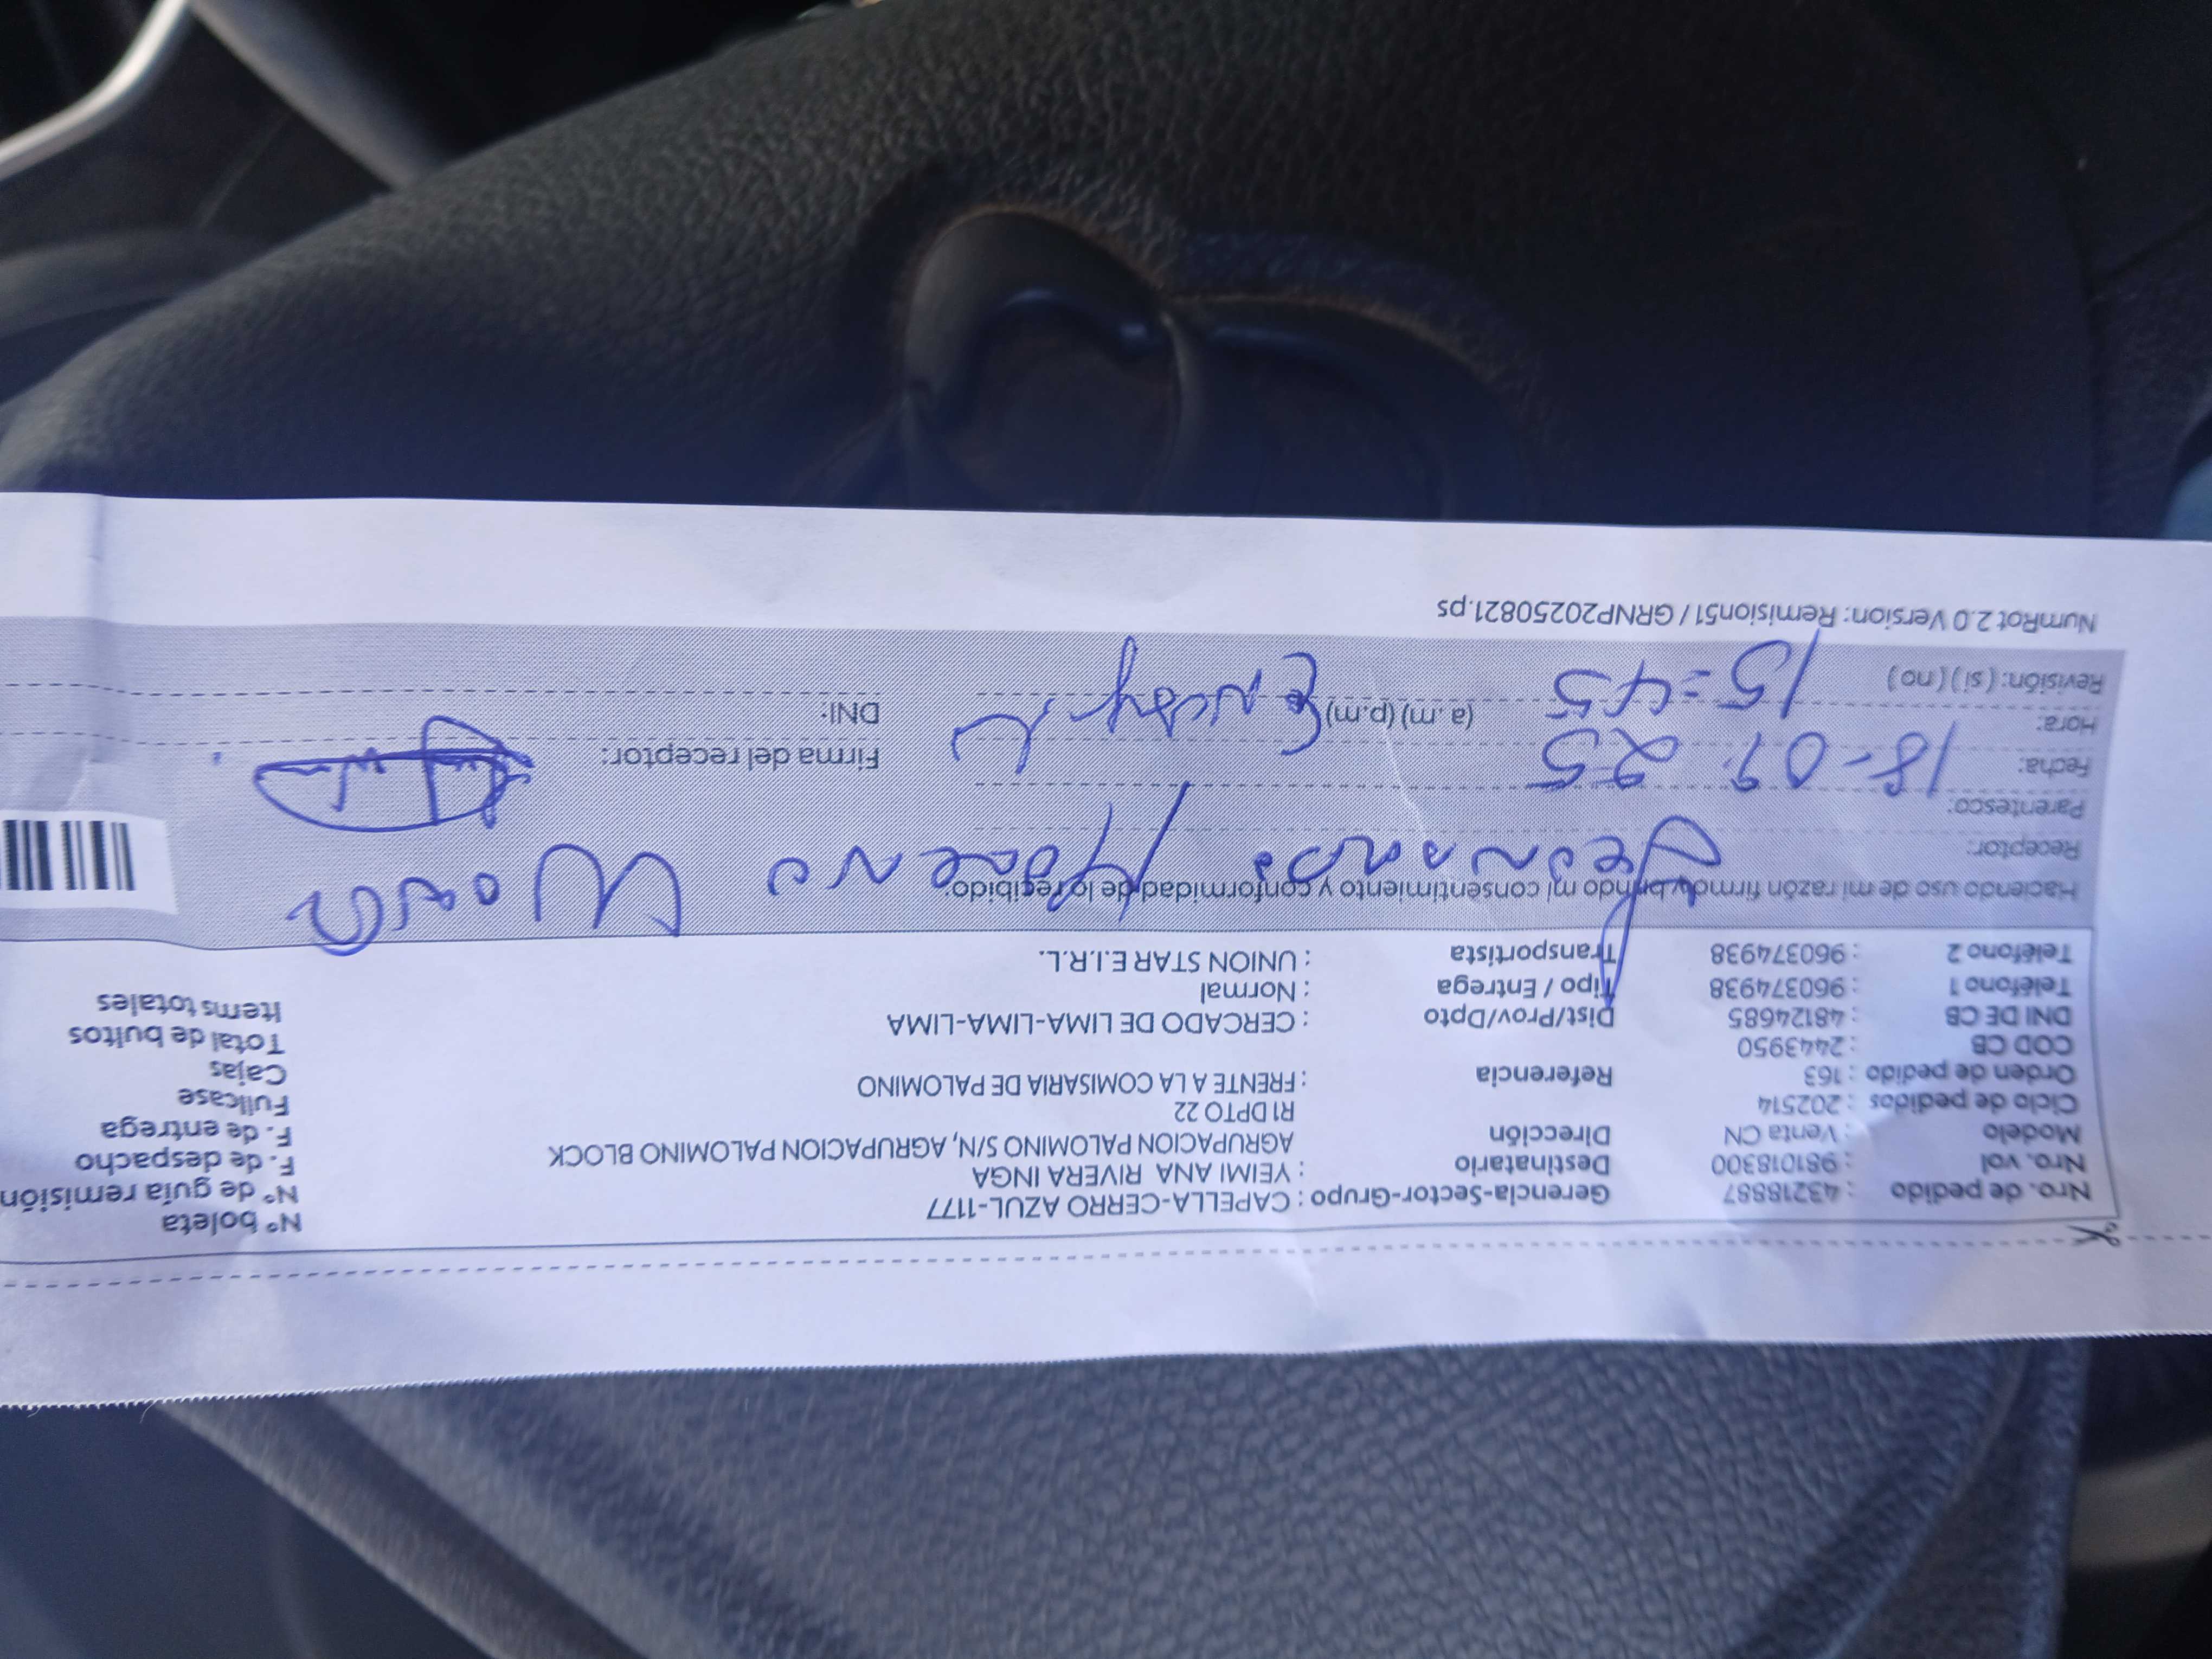 Nro. de pedido : 43218887 Gerencia-Sector-Grupo : CAPELLA-CERRO AZUL-1177 Nº boleta
Nro. vol : 981018300 Destinatario : YEIMI ANA RIVERA INGA Nº de guía remisión
Modelo : Venta CN Dirección AGRUPACION PALOMINO S/N, AGRUPACION PALOMINO BLOCK F. de despacho
Ciclo de pedidos : 202514 R1 DPTO 22 F. de entrega
Orden de pedido : 163 Referencia : FRENTE A LA COMISARIA DE PALOMINO Fullcase
COD CB : 2443950 Cajas
DNI DE CB : 48124685 Dist/Prov/Dpto : CERCADO DE LIMA-LIMA-LIMA Total de bultos
Teléfono 1 : 960374938 Tipo / Entrega : Normal Items totales
Teléfono 2 : 960374938 Transportista : UNION STAR E.I.R.L.
Haciendo uso de mi razón firmo y brindo mi consentimiento y conformidad de lo recibido.
Receptor:
Parentesco:
Fecha: 18-09-25 Firma del receptor:
Hora: 15=45 (a.m) (p.m) DNI:
Revisión: (si) (no)
NumRot 2.0 Version: Remision51 / GRNP20250821.ps